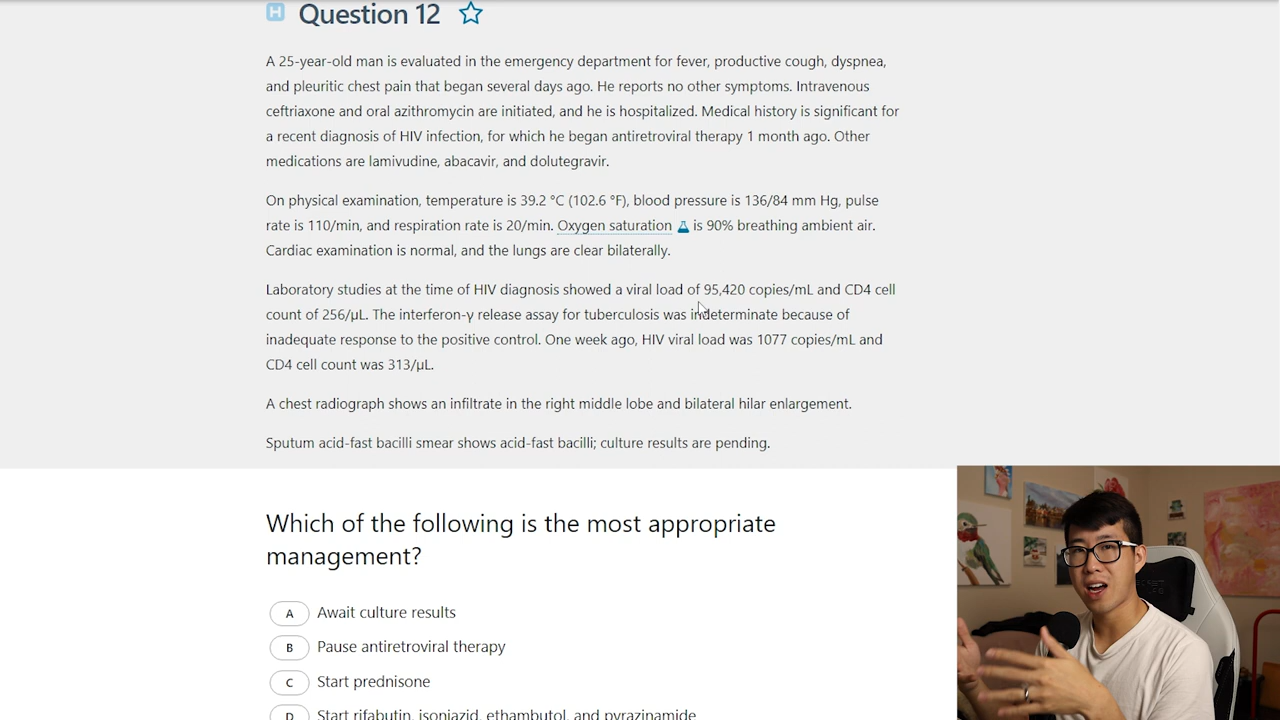 H Question 12
A 25-year-old man is evaluated in the emergency department for fever, productive cough, dyspnea,
and pleuritic chest pain that began several days ago. He reports no other symptoms. Intravenous
ceftriaxone and oral azithromycin are initiated, and he is hospitalized. Medical history is significant for
a recent diagnosis of HIV infection, for which he began antiretroviral therapy 1 month ago. Other
medications are lamivudine, abacavir, and dolutegravir.
On physical examination, temperature is 39.2 °C (102.6 °F), blood pressure is 136/84 mm Hg, pulse
rate is 110/min, and respiration rate is 20/min. Oxygen saturation is 90% breathing ambient air.
Cardiac examination is normal, and the lungs are clear bilaterally.
Laboratory studies at the time of HIV diagnosis showed a viral load of 95,420 copies/mL and CD4 cell
count of 256/μL. The interferon-γ release assay for tuberculosis was indeterminate because of
inadequate response to the positive control. One week ago, HIV viral load was 1077 copies/mL and
CD4 cell count was 313/μL.
A chest radiograph shows an infiltrate in the right middle lobe and bilateral hilar enlargement.
Sputum acid-fast bacilli smear shows acid-fast bacilli; culture results are pending.
Which of the following is the most appropriate
management?
A Await culture results
B Pause antiretroviral therapy
C Start prednisone
D Start rifabutin, isoniazid, ethambutol, and pyrazinamide